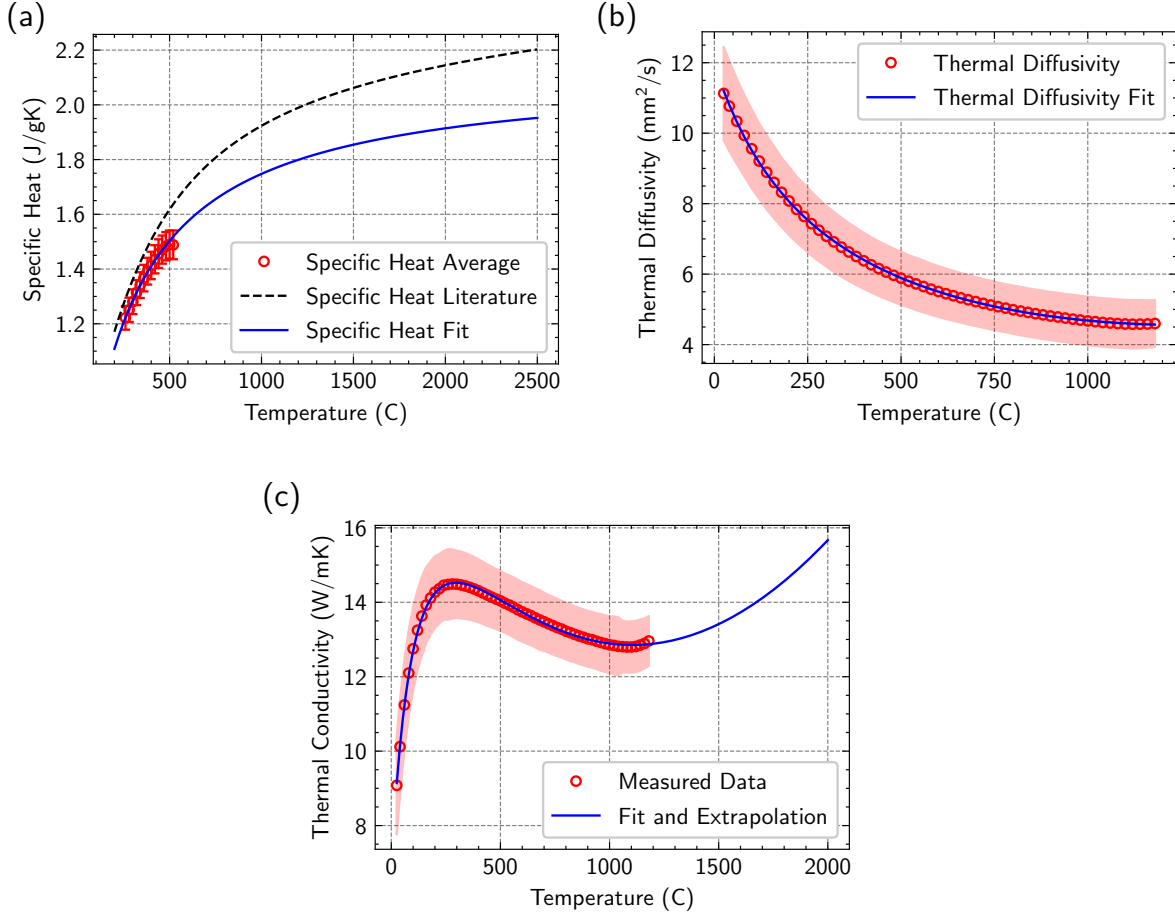 (a)
Specific Heat (J/gK)
2.2
2.0
1.8
1.6
1.4
1.2
Specific Heat Average
Specific Heat Literature
Specific Heat Fit
500 1000 1500 2000 2500
Temperature (C)
(b)
Thermal Diffusivity (mm²/s)
12
10
8
6
4
Thermal Diffusivity
Thermal Diffusivity Fit
0 250 500 750 1000
Temperature (C)
(c)
Thermal Conductivity (W/mK)
16
14
12
10
8
Measured Data
Fit and Extrapolation
0 500 1000 1500 2000
Temperature (C)